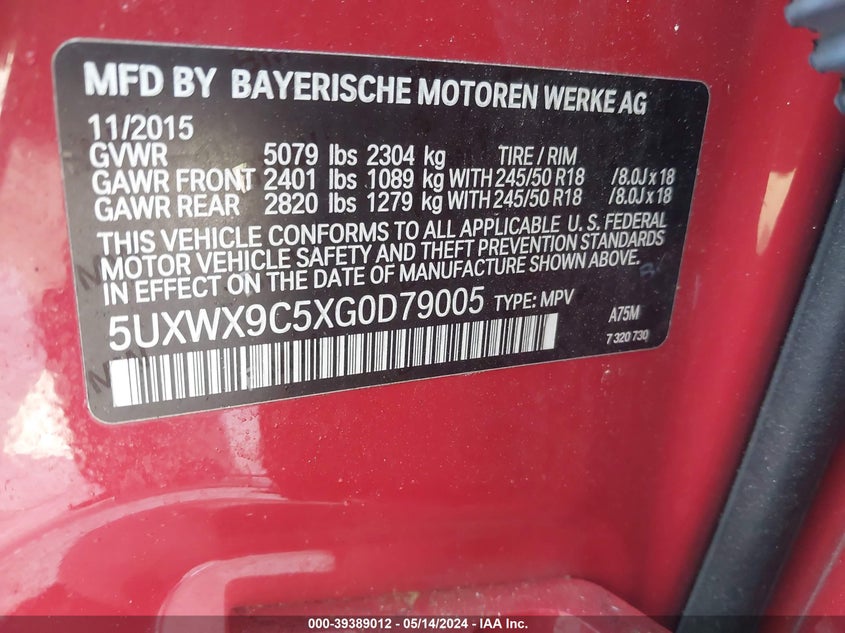 MFD BY BAYERISCHE MOTOREN WERKE AG
11/2015
GVWR 5079 lbs 2304 kg TIRE / RIM
GAWR FRONT 2401 lbs 1089 kg WITH 245/50 R18 /8.0J x 18
GAWR REAR 2820 lbs 1279 kg WITH 245/50 R18 /8.0J x 18
THIS VEHICLE CONFORMS TO ALL APPLICABLE U.S. FEDERAL
MOTOR VEHICLE SAFETY AND THEFT PREVENTION STANDARDS
IN EFFECT ON THE DATE OF MANUFACTURE SHOWN ABOVE.
5UXWX9C5XG0D79005 TYPE: MPV A75M
7 320 730
000-39389012 - 05/14/2024 - IAA Inc.